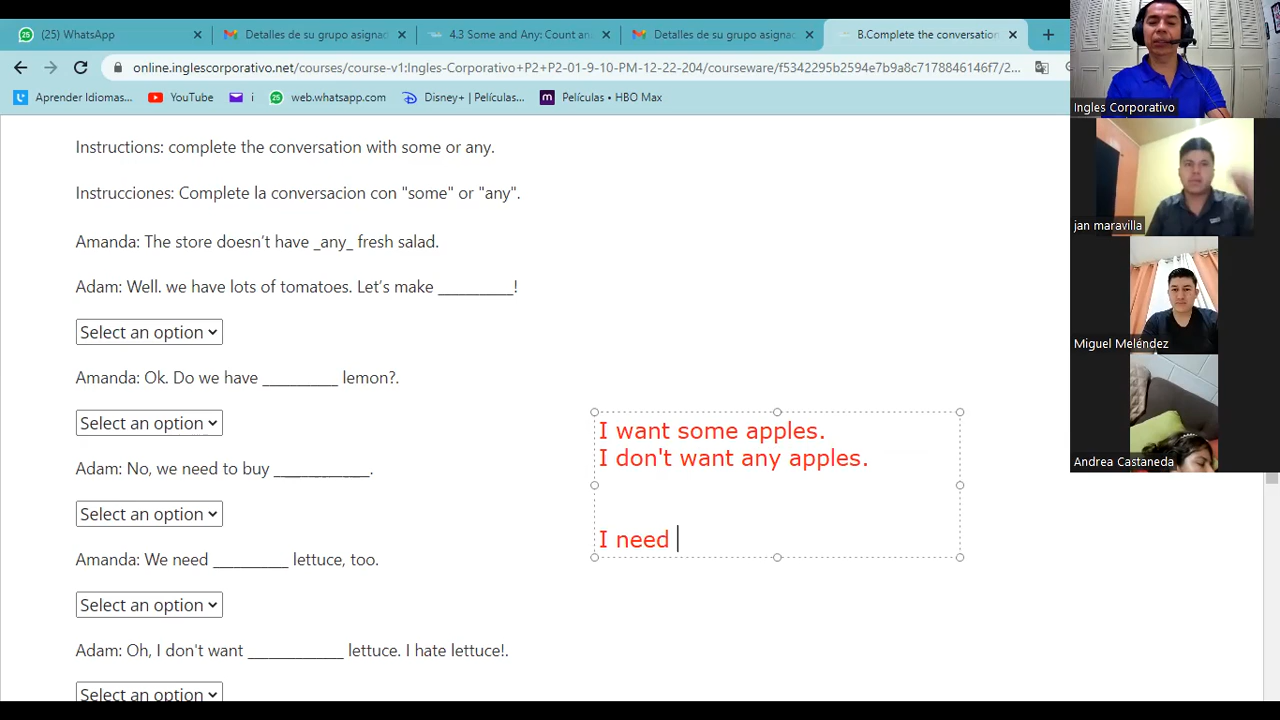 (25) WhatsApp
Detalles de su grupo asignad
4.3 Some and Any- Count an
Detalles de su grupo asignad
B.Complete the conversation
online.inglescorporativo.net/courses/course-v1:Ingles-Corporativo+P2+P2-01-9-10-PM-12-22-204/courseware/f5342295b2594e7b9a8c7178846146f7/2...
Aprender Idiomas...
YouTube
i
web.whatsapp.com
Disney+ | Películas...
Películas • HBO Max
Instructions: complete the conversation with some or any.
Instrucciones: Complete la conversacion con "some" or "any".
Amanda: The store doesn't have _any_ fresh salad.
Adam: Well. we have lots of tomatoes. Let's make __________!
Select an option
Amanda: Ok. Do we have __________ lemon?.
Select an option
Adam: No, we need to buy _____________.
Select an option
Amanda: We need __________ lettuce, too.
Select an option
Adam: Oh, I don't want _____________ lettuce. I hate lettuce!.
Select an option
I want some apples.
I don't want any apples.
I need
Ingles Corporativo
jan maravilla
Miguel Meléndez
Andrea Castaneda